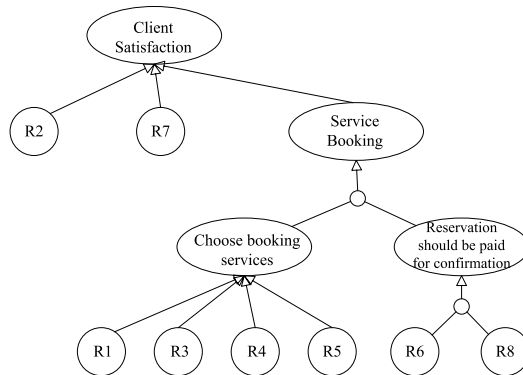 Client
Satisfaction
R2
R7
Service
Booking
Choose booking
services
Reservation
should be paid
for confirmation
R1
R3
R4
R5
R6
R8